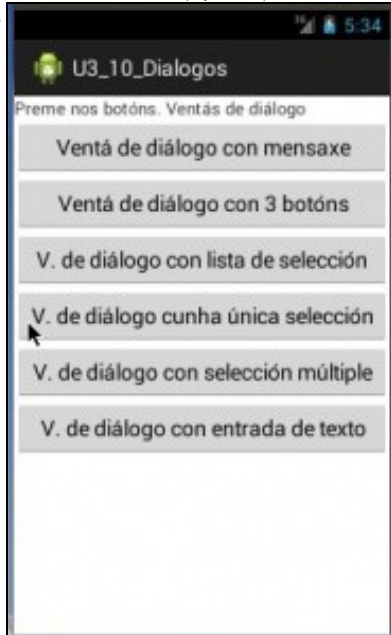 5:34
U3_10_Dialogos
Preme nos botóns. Ventás de diálogo
Ventá de diálogo con mensaxe
Ventá de diálogo con 3 botóns
V. de diálogo con lista de selección
V. de diálogo cunha única selección
V. de diálogo con selección múltiple
V. de diálogo con entrada de texto